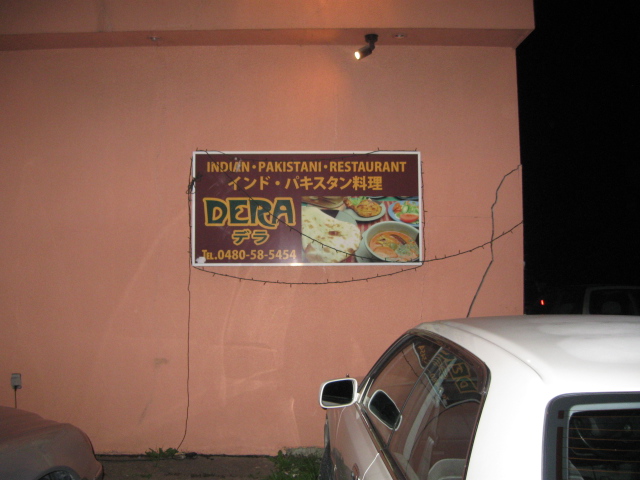 INDIAN・PAKISTANI・RESTAURANT
インド・パキスタン料理
DERA
デラ
TEL.0480-58-5454